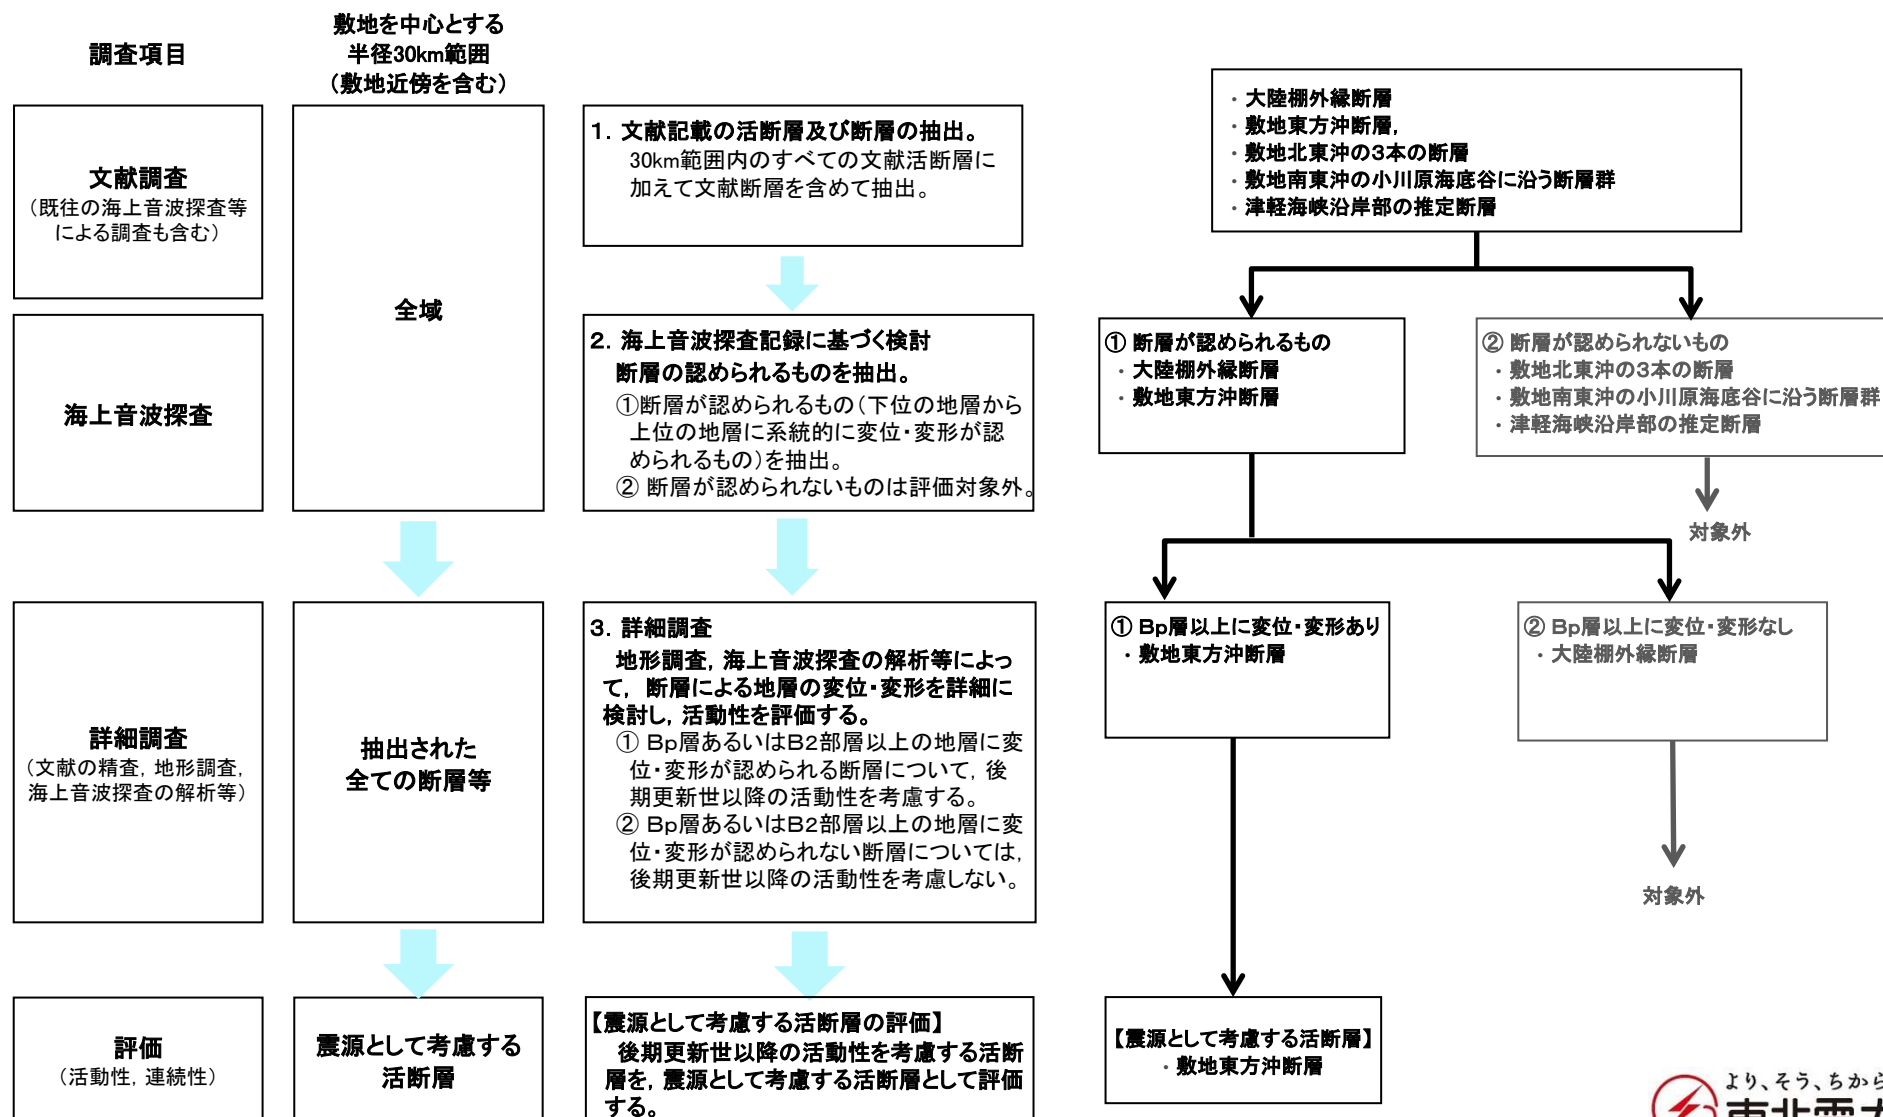 調査項目
敷地を中心とする
半径30km範囲
（敷地近傍を含む）
文献調査
（既往の海上音波探査等
による調査も含む）
海上音波探査
全域
詳細調査
（文献の精査，地形調査，
海上音波探査の解析等）
抽出された
全ての断層等
評価
（活動性，連続性）
震源として考慮する
活断層
1．文献記載の活断層及び断層の抽出。
30km範囲内のすべての文献活断層に
加えて文献断層を含めて抽出。
2．海上音波探査記録に基づく検討
断層の認められるものを抽出。
①断層が認められるもの（下位の地層から
上位の地層に系統的に変位・変形が認
められるもの）を抽出。
② 断層が認められないものは評価対象外。
3．詳細調査
地形調査，海上音波探査の解析等によっ
て，断層による地層の変位・変形を詳細に
検討し，活動性を評価する。
① Bp層あるいはB2部層以上の地層に変
位・変形が認められる断層について，後
期更新世以降の活動性を考慮する。
② Bp層あるいはB2部層以上の地層に変
位・変形が認められない断層については，
後期更新世以降の活動性を考慮しない。
【震源として考慮する活断層の評価】
後期更新世以降の活動性を考慮する活断
層を，震源として考慮する活断層として評価
する。
・大陸棚外縁断層
・敷地東方沖断層，
・敷地北東沖の3本の断層
・敷地南東沖の小川原海底谷に沿う断層群
・津軽海峡沿岸部の推定断層
① 断層が認められるもの
・大陸棚外縁断層
・敷地東方沖断層
② 断層が認められないもの
・敷地北東沖の3本の断層
・敷地南東沖の小川原海底谷に沿う断層群
・津軽海峡沿岸部の推定断層
対象外
① Bp層以上に変位・変形あり
・敷地東方沖断層
② Bp層以上に変位・変形なし
・大陸棚外縁断層
対象外
【震源として考慮する活断層】
・敷地東方沖断層
より、そう、ちから
東北電力